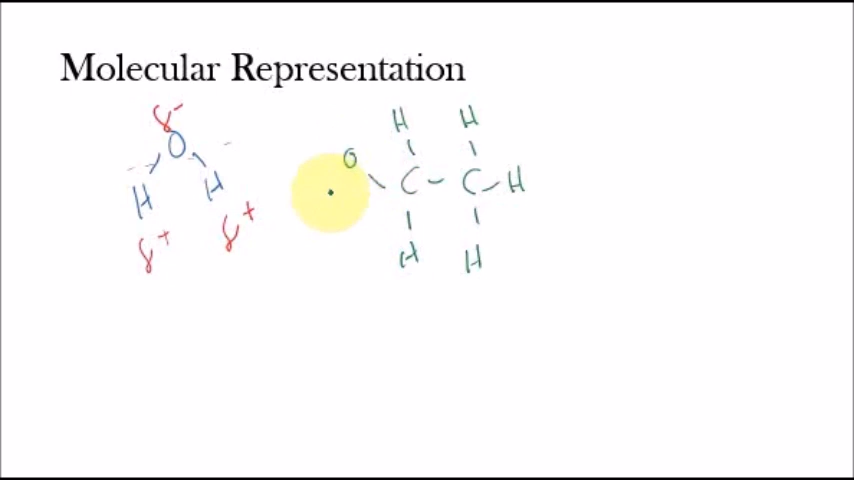 Molecular Representation
δ-
O
H H
δ+ δ+
H H
O C C H
H H